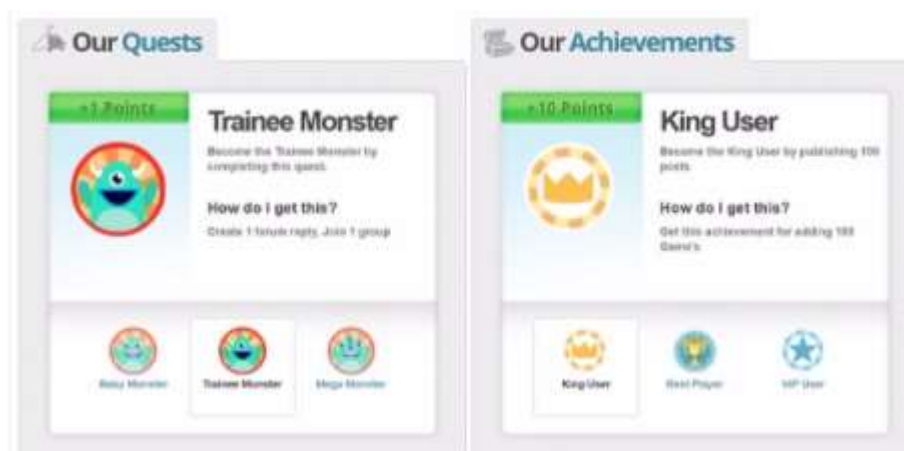 Our Quests
+1 Points
Trainee Monster
Become the Trainee Monster by
completing this quest.
How do I get this?
Create 1 forum reply, Join 1 group
Baby Monster
Trainee Monster
Mega Monster
Our Achievements
+10 Points
King User
Become the King User by publishing 100
posts
How do I get this?
Get this achievement for adding 100
Game's
King User
Best Player
VIP User